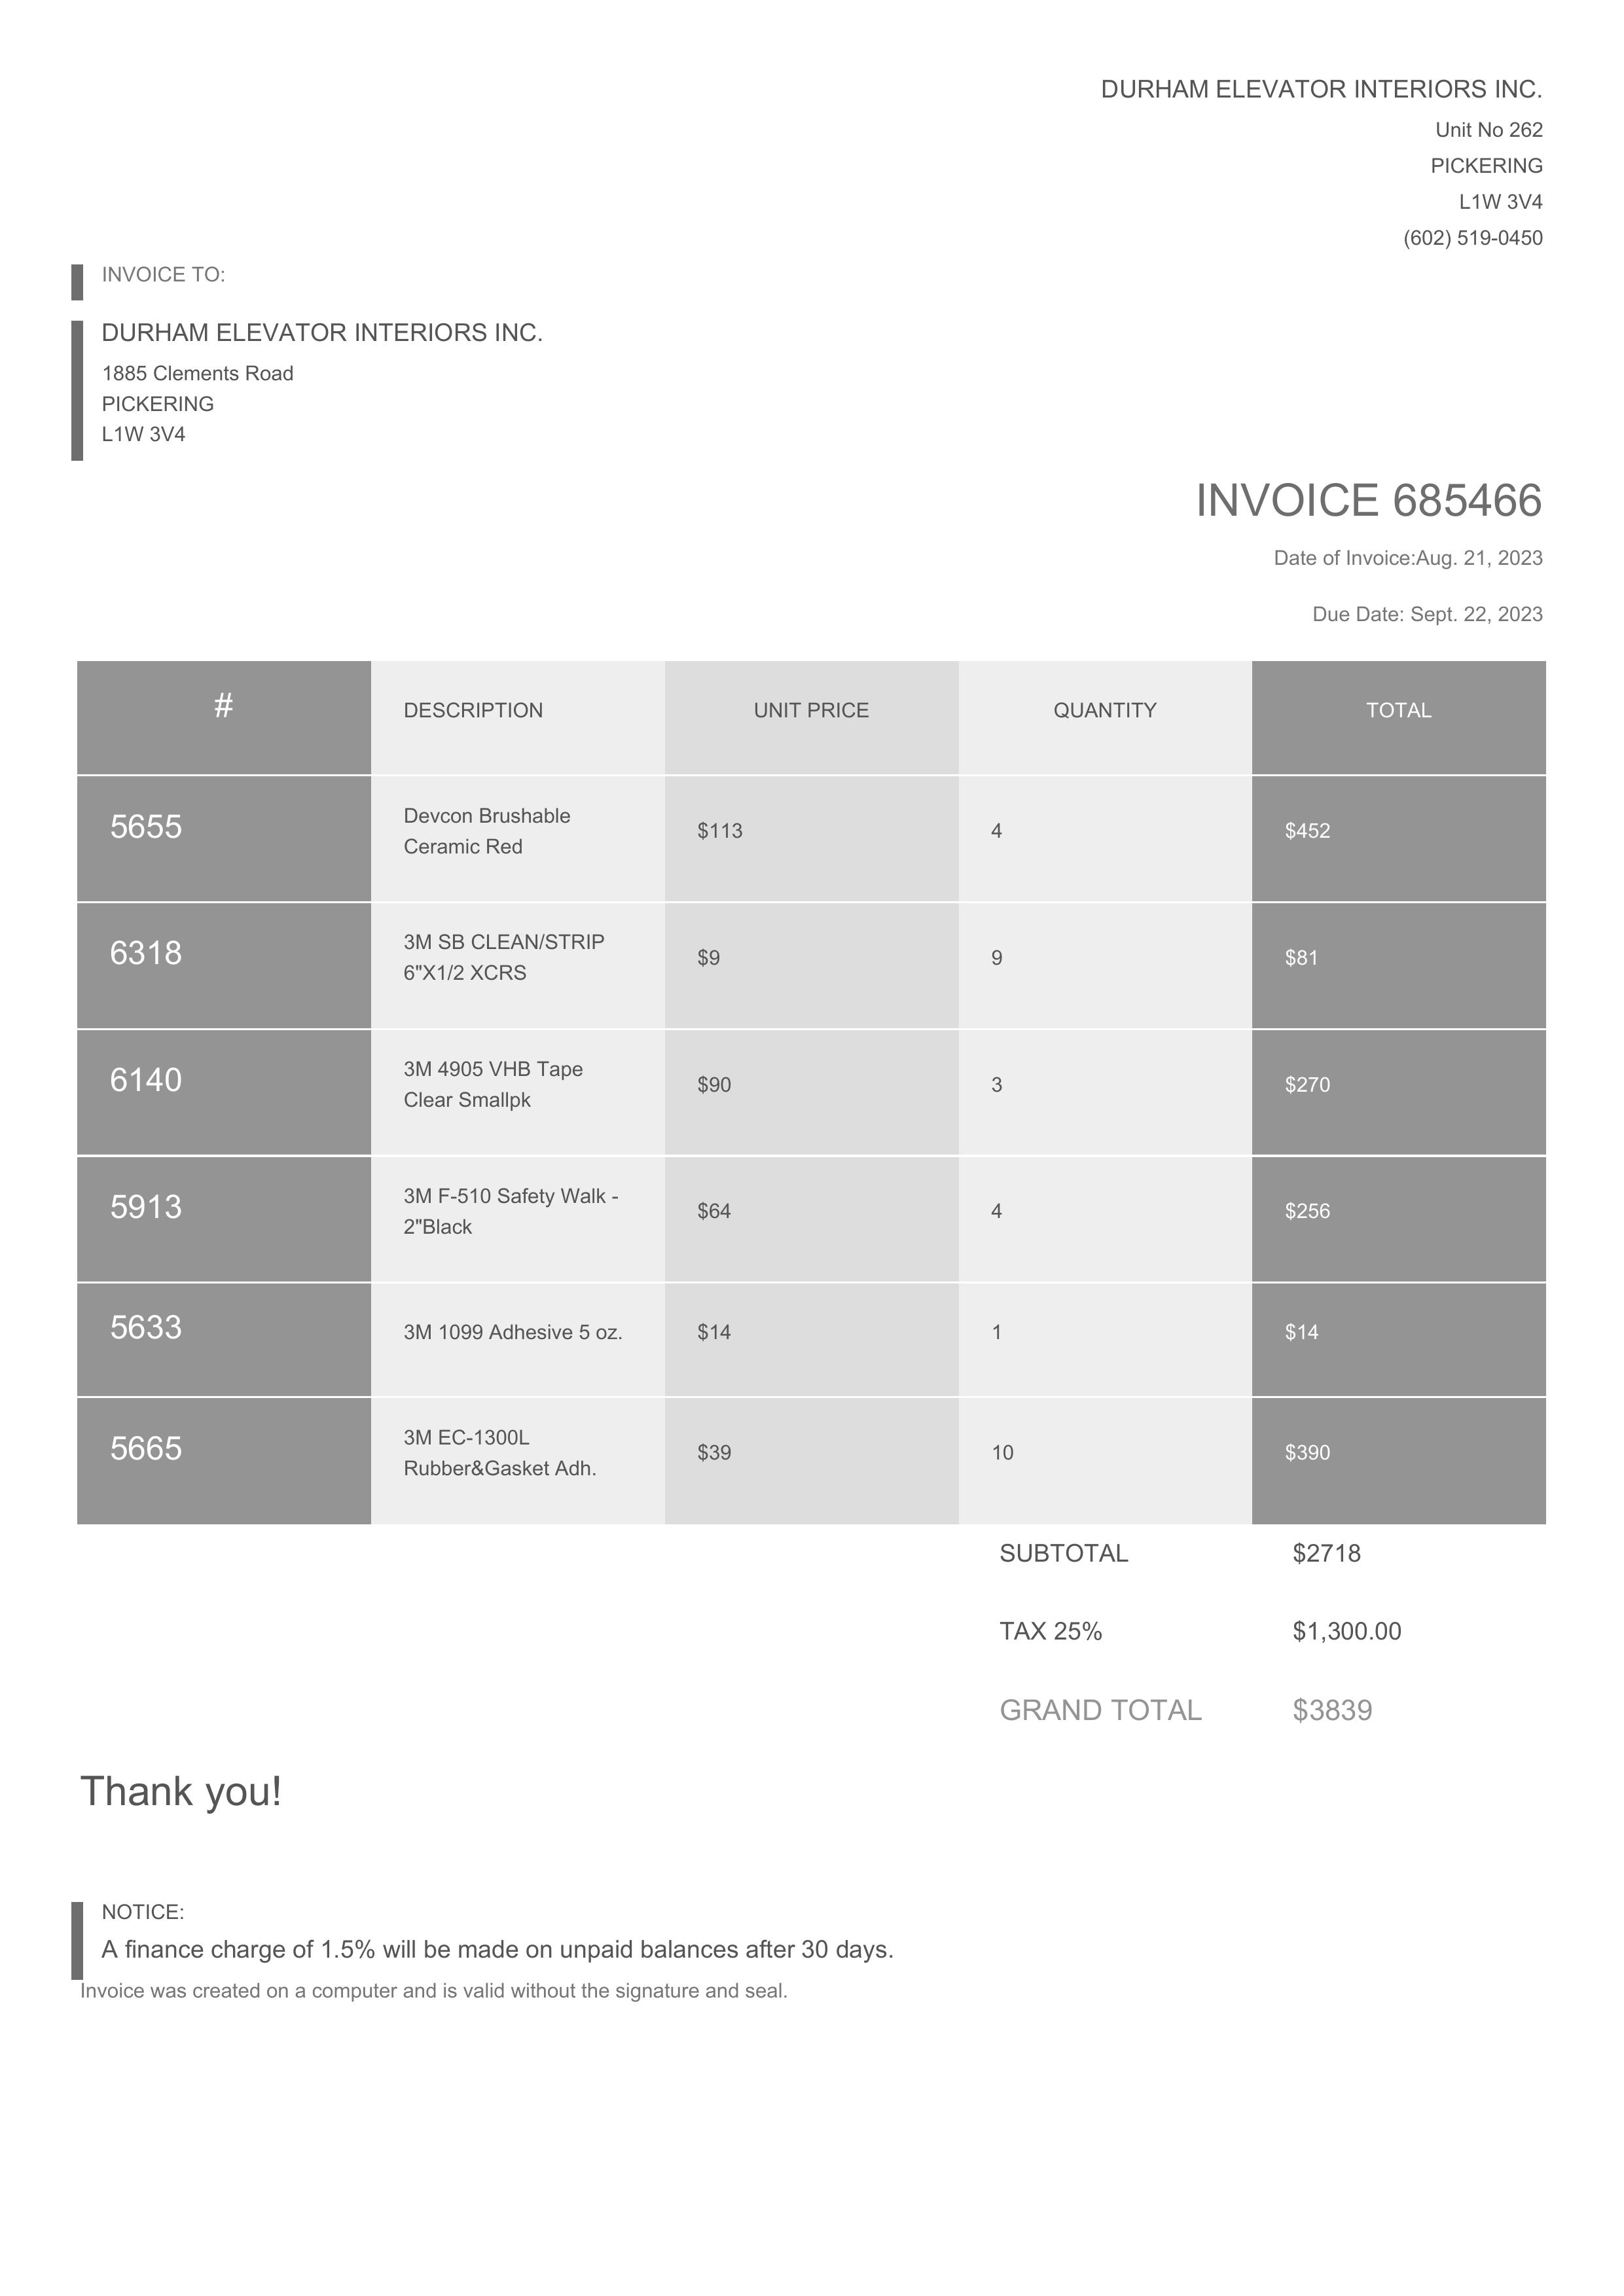 DURHAM ELEVATOR INTERIORS INC.
Unit No 262
PICKERING
L1W 3V4
(602) 519-0450
INVOICE TO:
DURHAM ELEVATOR INTERIORS INC.
1885 Clements Road
PICKERING
L1W 3V4
INVOICE 685466
Date of Invoice:Aug. 21, 2023
Due Date: Sept. 22, 2023
# DESCRIPTION UNIT PRICE QUANTITY TOTAL
5655 Devcon Brushable
Ceramic Red $113 4 $452
6318 3M SB CLEAN/STRIP
6"X1/2 XCRS $9 9 $81
6140 3M 4905 VHB Tape
Clear Smallpk $90 3 $270
5913 3M F-510 Safety Walk -
2"Black $64 4 $256
5633 3M 1099 Adhesive 5 oz. $14 1 $14
5665 3M EC-1300L
Rubber&Gasket Adh. $39 10 $390
SUBTOTAL $2718
TAX 25% $1,300.00
GRAND TOTAL $3839
Thank you!
NOTICE:
A finance charge of 1.5% will be made on unpaid balances after 30 days.
Invoice was created on a computer and is valid without the signature and seal.